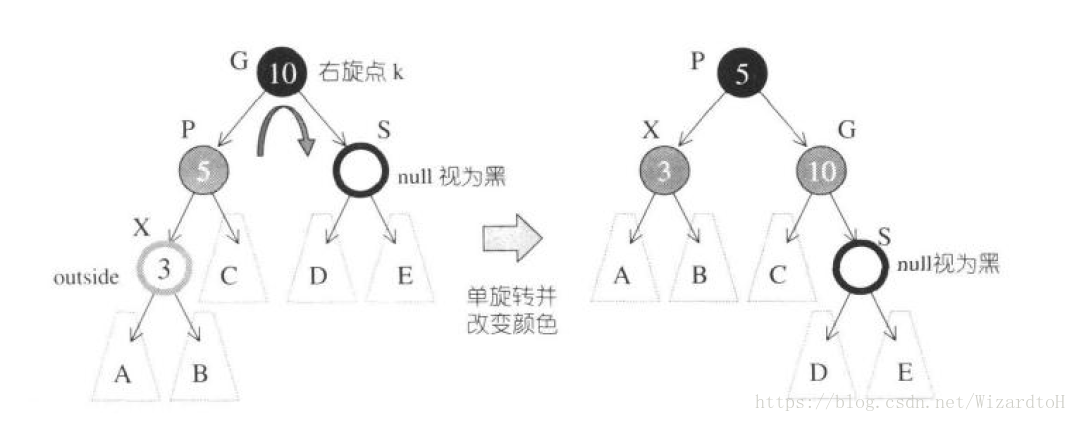 G 10 右旋点 k
P 5
P S
X G
5 null 视为黑
3 10
X S
outside 3 C D E
A B C null视为黑
单旋转并
改变颜色
A B
D E
https://blog.csdn.net/WizardtoH